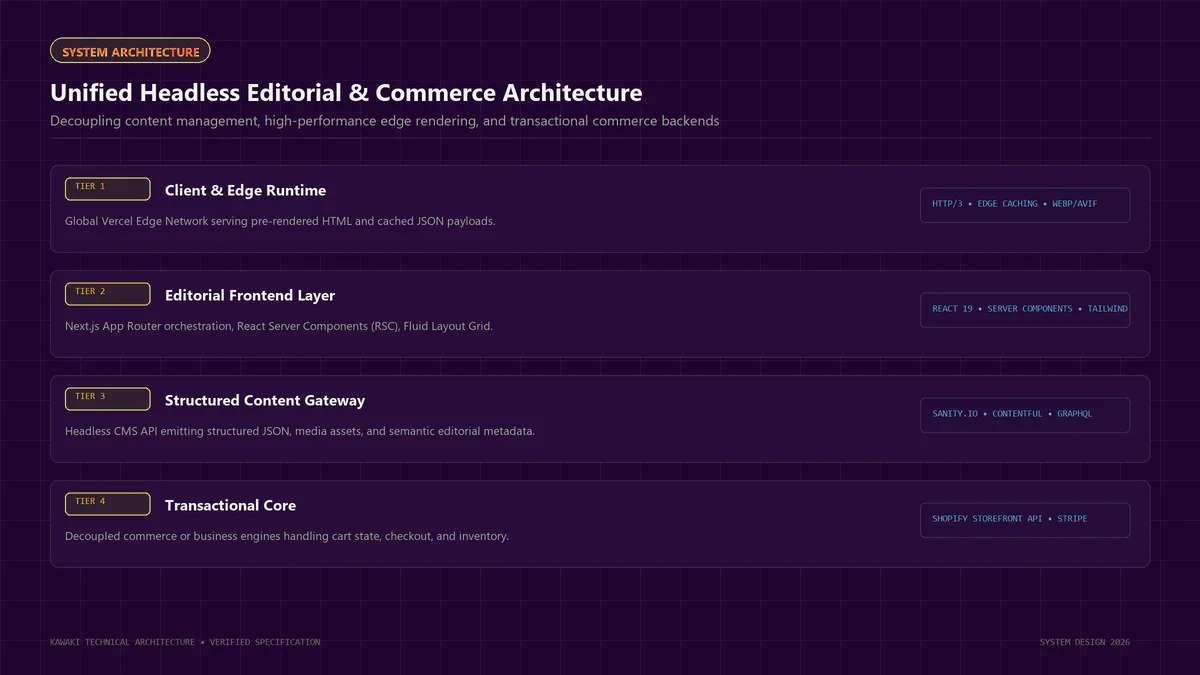 SYSTEM ARCHITECTURE
Unified Headless Editorial & Commerce Architecture
Decoupling content management, high-performance edge rendering, and transactional commerce backends
TIER 1
Client & Edge Runtime
Global Vercel Edge Network serving pre-rendered HTML and cached JSON payloads.
HTTP/3 • EDGE CACHING • WEBP/AVIF
TIER 2
Editorial Frontend Layer
Next.js App Router orchestration, React Server Components (RSC), Fluid Layout Grid.
REACT 19 • SERVER COMPONENTS • TAILWIND
TIER 3
Structured Content Gateway
Headless CMS API emitting structured JSON, media assets, and semantic editorial metadata.
SANITY.IO • CONTENTFUL • GRAPHQL
TIER 4
Transactional Core
Decoupled commerce or business engines handling cart state, checkout, and inventory.
SHOPIFY STOREFRONT API • STRIPE
KAWAKI TECHNICAL ARCHITECTURE • VERIFIED SPECIFICATION
SYSTEM DESIGN 2026